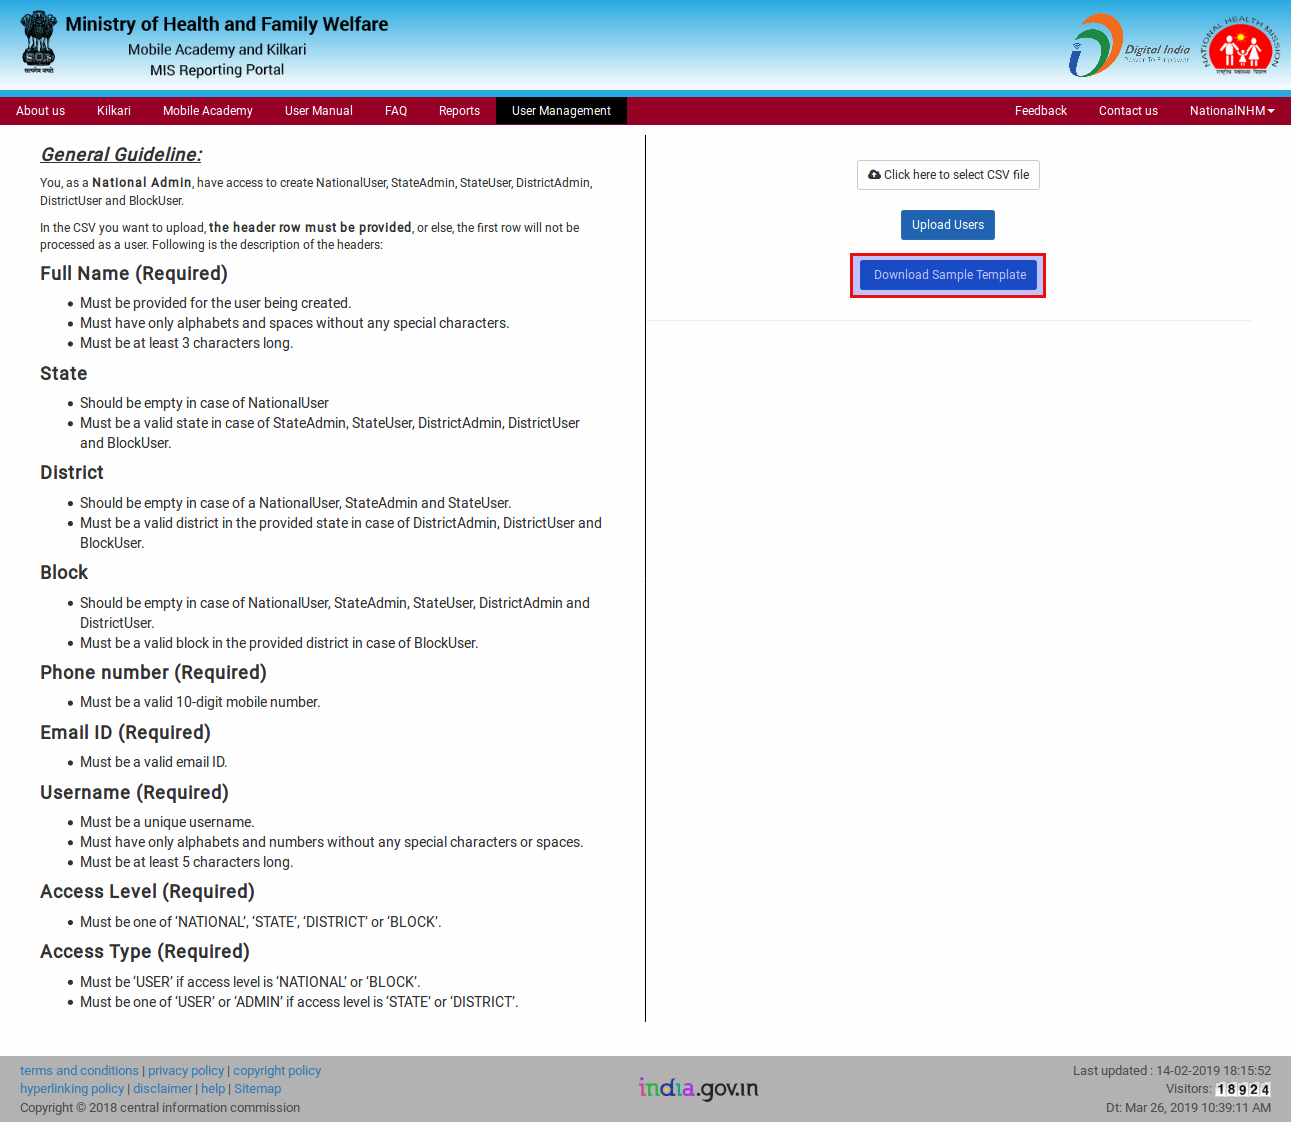 Ministry of Health and Family Welfare
Mobile Academy and Kilkari
MIS Reporting Portal
सत्यमेव जयते
Digital India
Power To Empower
NATIONAL HEALTH MISSION
राष्ट्रीय स्वास्थ्य मिशन
About us Kilkari Mobile Academy User Manual FAQ Reports User Management Feedback Contact us NationalNHM
General Guideline:
You, as a National Admin, have access to create NationalUser, StateAdmin, StateUser, DistrictAdmin,
DistrictUser and BlockUser.
In the CSV you want to upload, the header row must be provided, or else, the first row will not be
processed as a user. Following is the description of the headers:
Full Name (Required)
• Must be provided for the user being created.
• Must have only alphabets and spaces without any special characters.
• Must be at least 3 characters long.
State
• Should be empty in case of NationalUser
• Must be a valid state in case of StateAdmin, StateUser, DistrictAdmin, DistrictUser
and BlockUser.
District
• Should be empty in case of a NationalUser, StateAdmin and StateUser.
• Must be a valid district in the provided state in case of DistrictAdmin, DistrictUser and
BlockUser.
Block
• Should be empty in case of NationalUser, StateAdmin, StateUser, DistrictAdmin and
DistrictUser.
• Must be a valid block in the provided district in case of BlockUser.
Phone number (Required)
• Must be a valid 10-digit mobile number.
Email ID (Required)
• Must be a valid email ID.
Username (Required)
• Must be a unique username.
• Must have only alphabets and numbers without any special characters or spaces.
• Must be at least 5 characters long.
Access Level (Required)
• Must be one of ‘NATIONAL’, ‘STATE’, ‘DISTRICT’ or ‘BLOCK’.
Access Type (Required)
• Must be ‘USER’ if access level is ‘NATIONAL’ or ‘BLOCK’.
• Must be one of ‘USER’ or ‘ADMIN’ if access level is ‘STATE’ or ‘DISTRICT’.
Click here to select CSV file
Upload Users
Download Sample Template
terms and conditions | privacy policy | copyright policy
hyperlinking policy | disclaimer | help | Sitemap
Copyright © 2018 central information commission
india.gov.in
Last updated : 14-02-2019 18:15:52
Visitors: 18924
Dt: Mar 26, 2019 10:39:11 AM